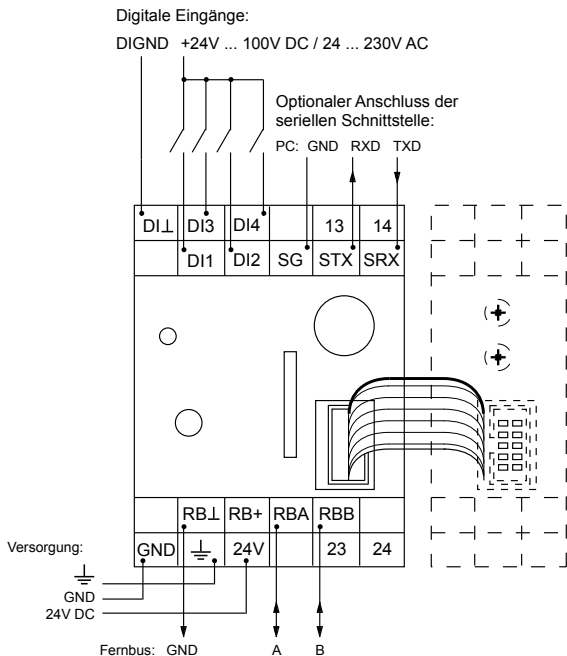 Digitale Eingänge:
DIGND +24V ... 100V DC / 24 ... 230V AC
Optionaler Anschluss der
seriellen Schnittstelle:
PC: GND RXD TXD
DI⊥ DI3 DI4 13 14
DI1 DI2 SG STX SRX
RB⊥ RB+ RBA RBB
Versorgung:
GND 24V 23 24
GND
24V DC
Fernbus: GND A B